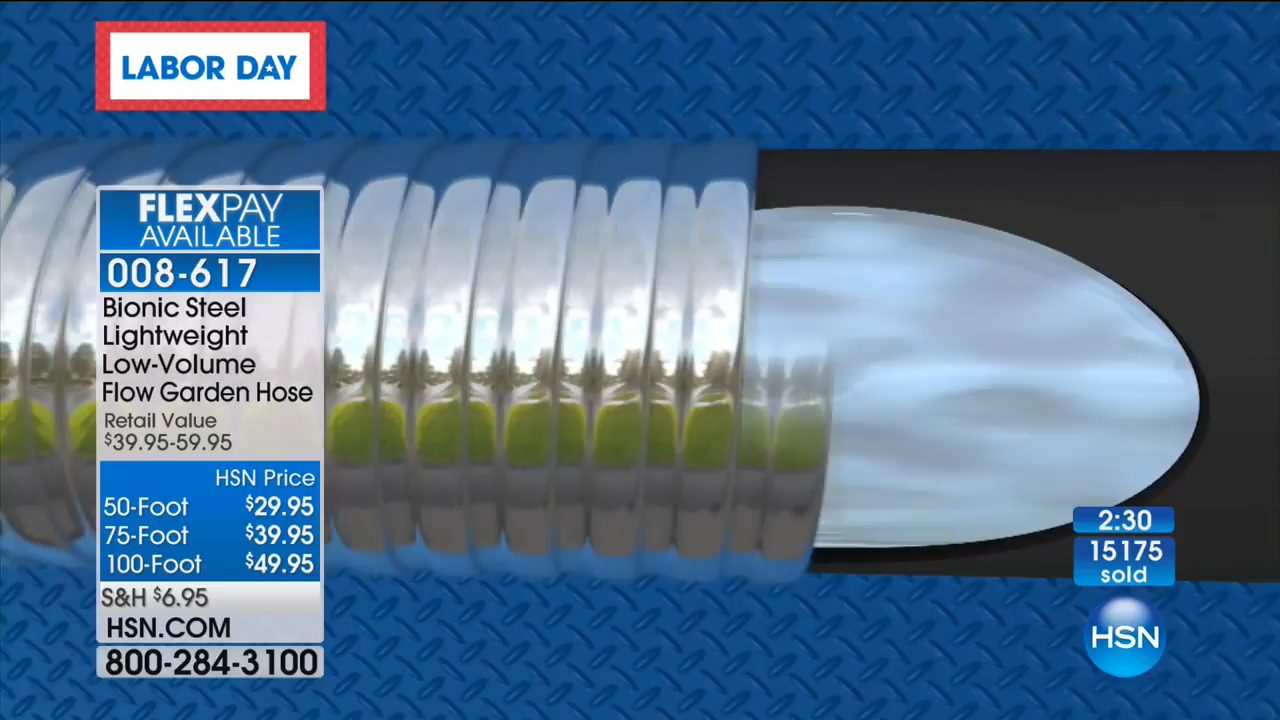 LABOR DAY
FLEXPAY
AVAILABLE
008-617
Bionic Steel
Lightweight
Low-Volume
Flow Garden Hose
Retail Value
$39.95-59.95
HSN Price
50-Foot $29.95
75-Foot $39.95
100-Foot $49.95
S&H $6.95
HSN.COM
800-284-3100
2:30
15175
sold
HSN